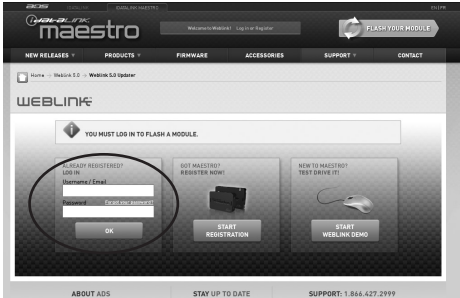 ads DATALINK DATALINK MAESTRO EN | FR
iDATALINK
maestro
Welcome to Weblink! Log in or Register
FLASH YOUR MODULE
NEW RELEASES PRODUCTS FIRMWARE ACCESSORIES SUPPORT CONTACT
Home Weblink 5.0 Weblink 5.0 Updater
WEBLINK
YOU MUST LOG IN TO FLASH A MODULE.
ALREADY REGISTERED?
LOG IN
Username / Email
Password Forgot your password?
OK
GOT MAESTRO?
REGISTER NOW!
START
REGISTRATION
NEW TO MAESTRO?
TEST DRIVE IT!
START
WEBLINK DEMO
ABOUT ADS STAY UP TO DATE SUPPORT: 1.866.427.2999